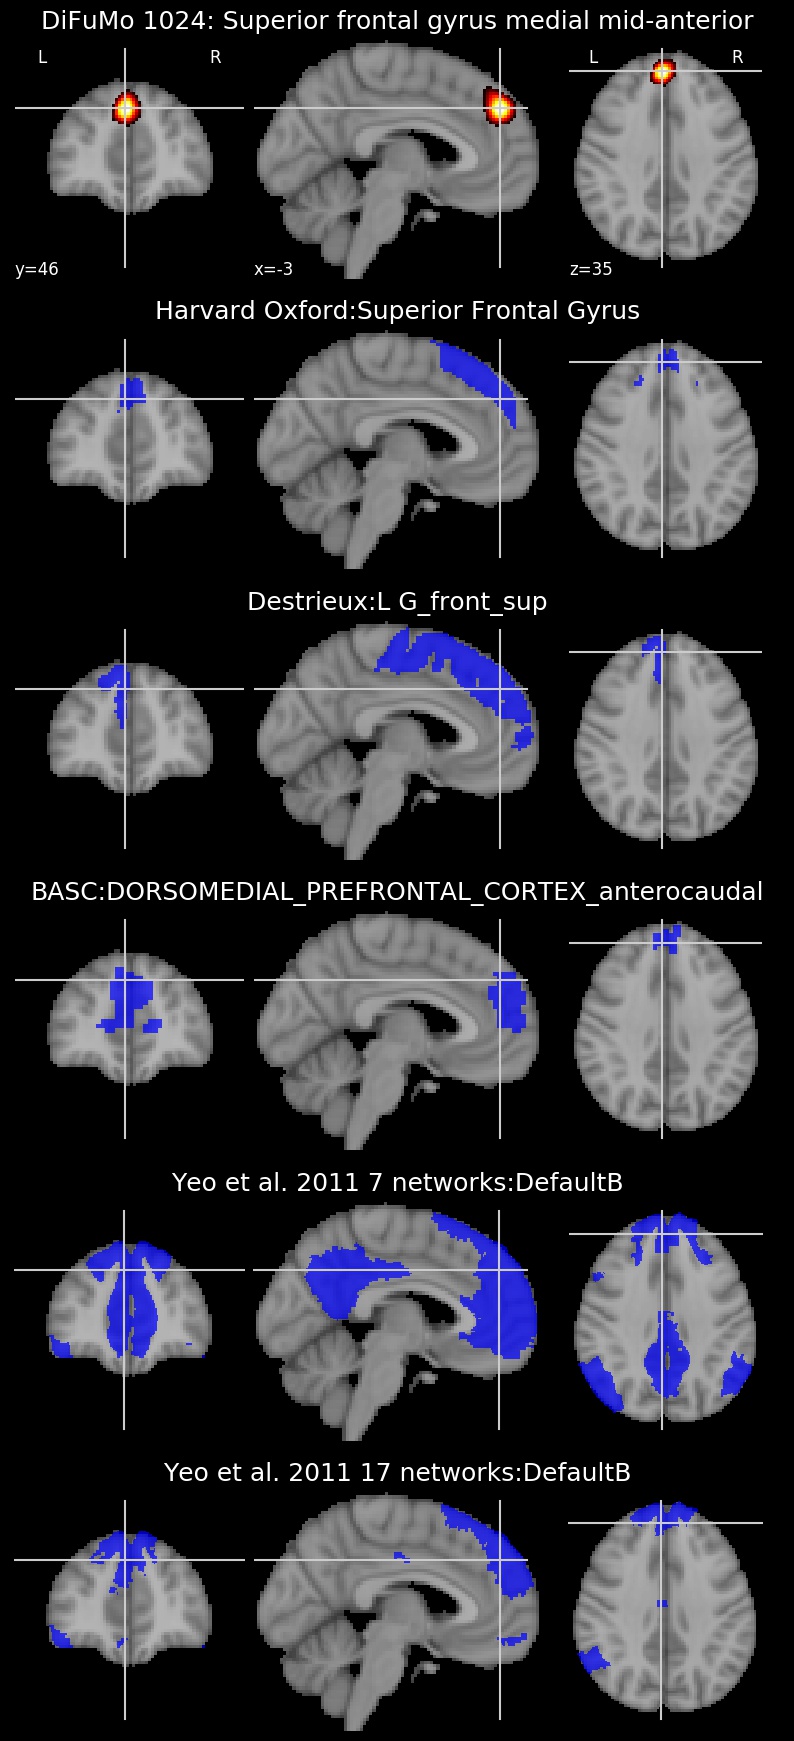 DiFuMo 1024: Superior frontal gyrus medial mid-anterior
L R L R
y=46 x=-3 z=35
Harvard Oxford:Superior Frontal Gyrus
Destrieux:L G_front_sup
BASC:DORSOMEDIAL_PREFRONTAL_CORTEX_anterocaudal
Yeo et al. 2011 7 networks:DefaultB
Yeo et al. 2011 17 networks:DefaultB